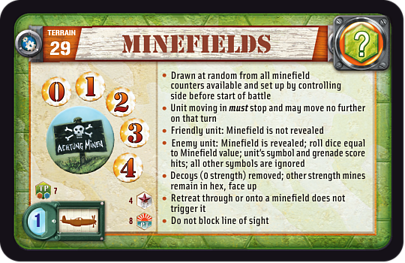 TERRAIN
29
MINEFIELDS
?
0
1
2
3
4
ACHTUNG MINEN
• Drawn at random from all minefield
counters available and set up by controlling
side before start of battle
• Unit moving in must stop and may move no further
on that turn
• Friendly unit: Minefield is not revealed
• Enemy unit: Minefield is revealed; roll dice equal
to Minefield value; unit's symbol and grenade score
hits; all other symbols are ignored
• Decoys (0 strength) removed; other strength mines
remain in hex, face up
• Retreat through or onto a minefield does not
trigger it
• Do not block line of sight
7
4
8
1